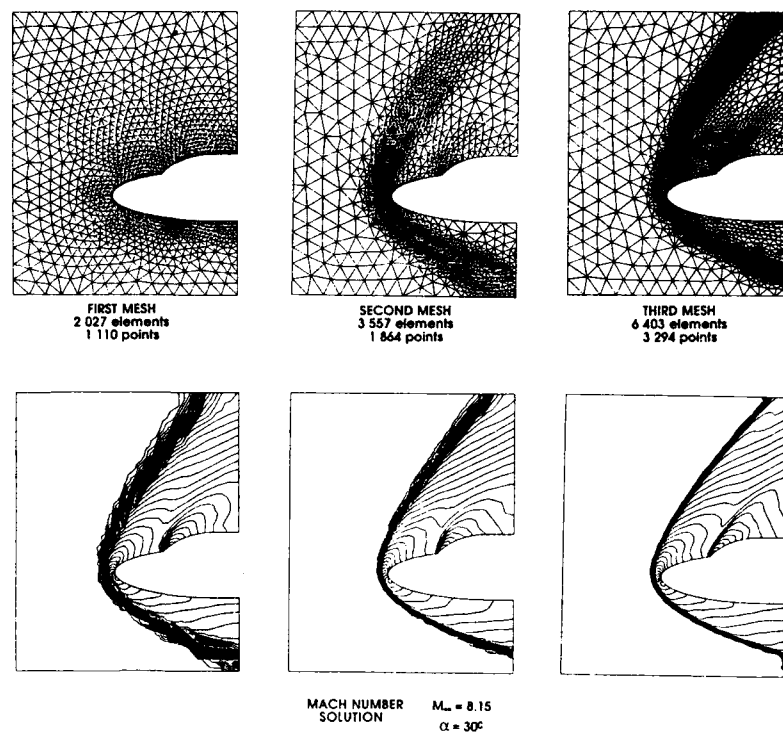 FIRST MESH
2 027 elements
1 110 points
SECOND MESH
3 557 elements
1 864 points
THIRD MESH
6 403 elements
3 294 points
MACH NUMBER
SOLUTION
M∞ = 8.15
α = 30°